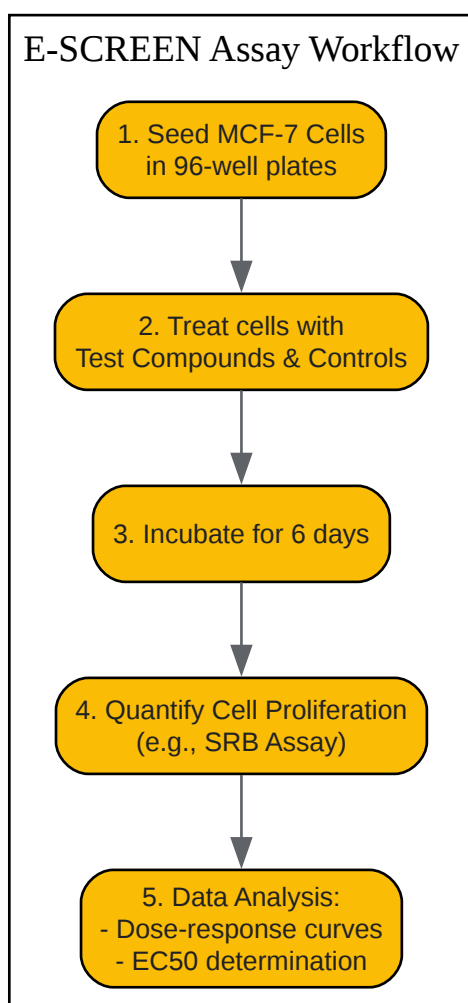 E-SCREEN Assay Workflow
1. Seed MCF-7 Cells
in 96-well plates
2. Treat cells with
Test Compounds & Controls
3. Incubate for 6 days
4. Quantify Cell Proliferation
(e.g., SRB Assay)
5. Data Analysis:
- Dose-response curves
- EC50 determination